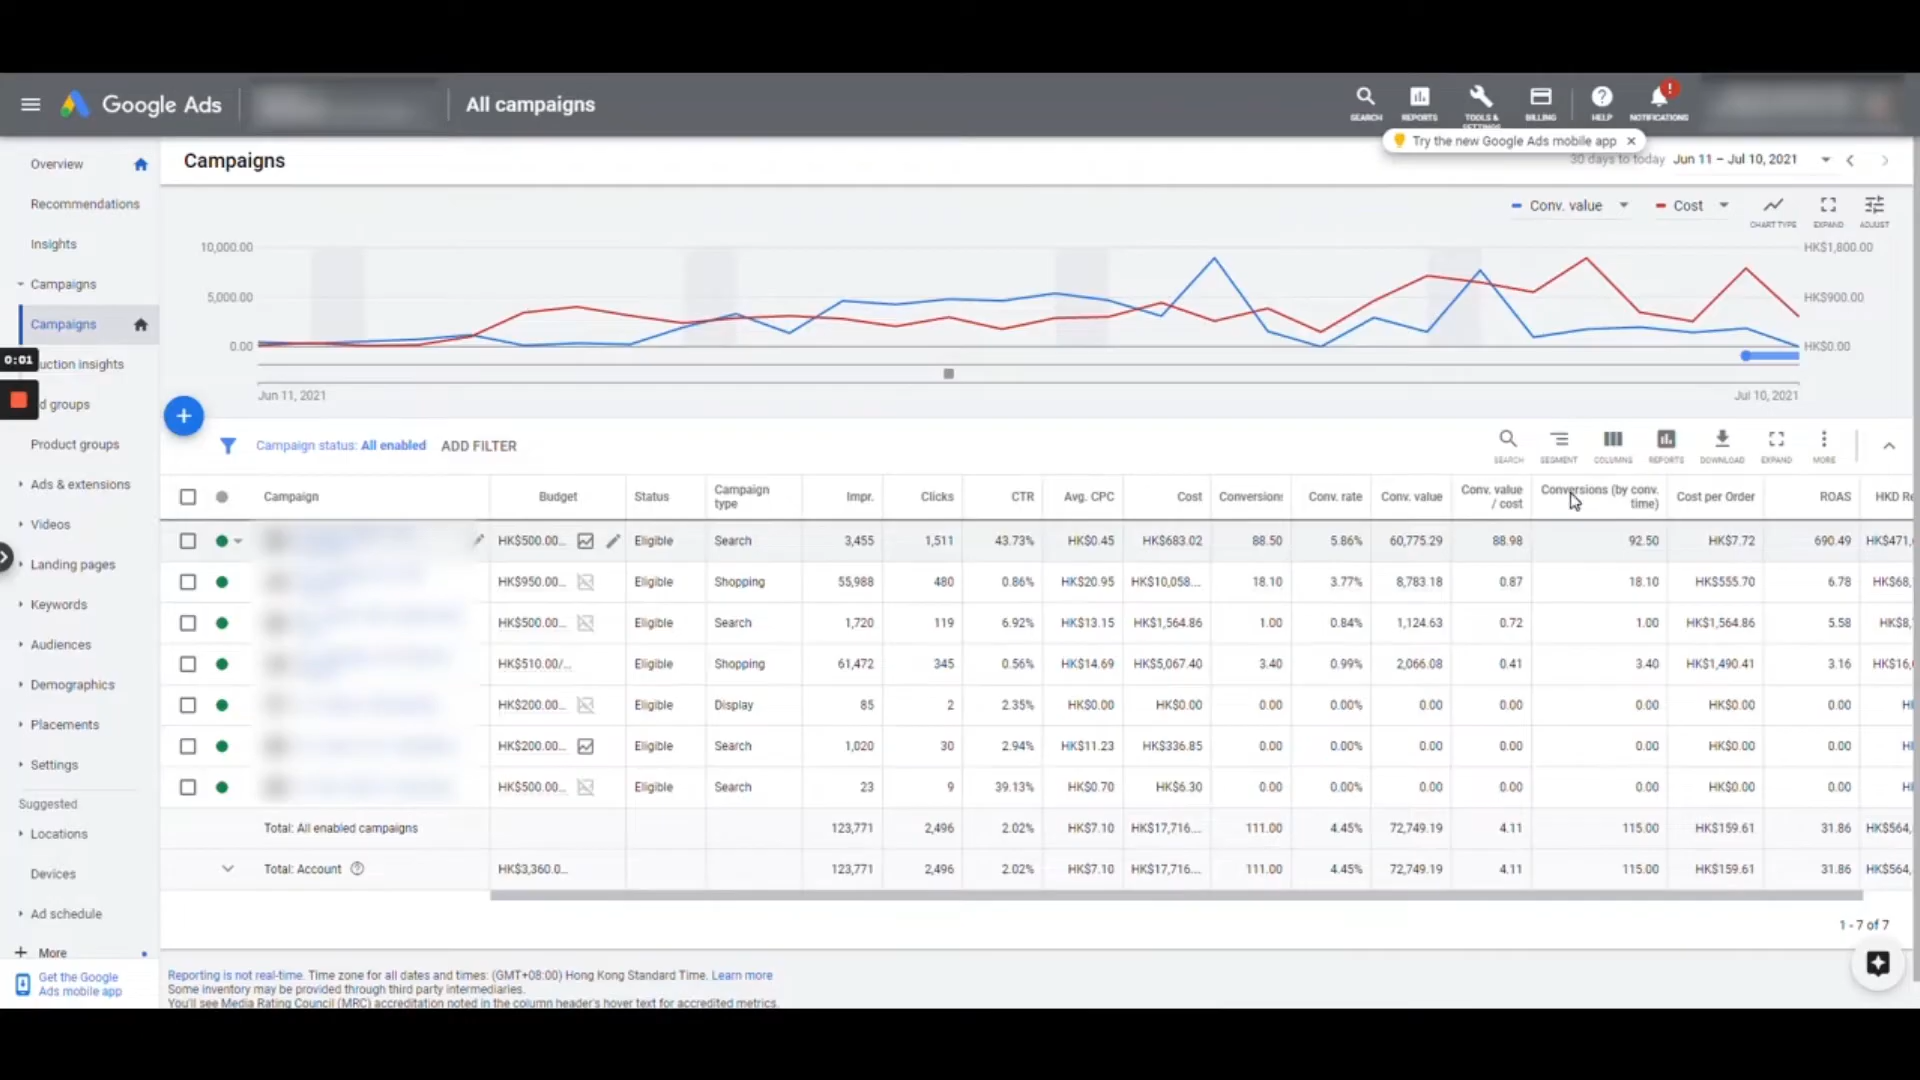 Google Ads
All campaigns
SEARCH
REPORTS
TOOLS & SETTINGS
BILLING
HELP
NOTIFICATIONS
!
Try the new Google Ads mobile app
Campaigns
30 days to today Jun 11 – Jul 10, 2021
Overview
Recommendations
Insights
Campaigns
Campaigns
uction insights
d groups
Product groups
Ads & extensions
Videos
Landing pages
Keywords
Audiences
Demographics
Placements
Settings
Suggested
Locations
Devices
Ad schedule
More
Get the Google
Ads mobile app
0:01
Conv. value
Cost
CHART TYPE
EXPAND
ADJUST
10,000.00
5,000.00
0.00
HK$1,800.00
HK$900.00
HK$0.00
Jun 11, 2021
Jul 10, 2021
Campaign status: All enabled
ADD FILTER
SEARCH
SEGMENT
COLUMNS
REPORTS
DOWNLOAD
EXPAND
MORE
Campaign Budget Status Campaign type Impr. Clicks CTR Avg. CPC Cost Conversions Conv. rate Conv. value Conv. value / cost Conversions (by conv. time) Cost per Order ROAS HKD Re
HK$500.00... Eligible Search 3,455 1,511 43.73% HK$0.45 HK$683.02 88.50 5.86% 60,775.29 88.98 92.50 HK$7.72 690.49 HK$471,
HK$950.00... Eligible Shopping 55,988 480 0.86% HK$20.95 HK$10,058... 18.10 3.77% 8,783.18 0.87 18.10 HK$555.70 6.78 HK$68,
HK$500.00... Eligible Search 1,720 119 6.92% HK$13.15 HK$1,564.86 1.00 0.84% 1,124.63 0.72 1.00 HK$1,564.86 5.58 HK$8,
HK$510.00/... Eligible Shopping 61,472 345 0.56% HK$14.69 HK$5,067.40 3.40 0.99% 2,066.08 0.41 3.40 HK$1,490.41 3.16 HK$16,
HK$200.00... Eligible Display 85 2 2.35% HK$0.00 HK$0.00 0.00 0.00% 0.00 0.00 0.00 HK$0.00 0.00 H
HK$200.00... Eligible Search 1,020 30 2.94% HK$11.23 HK$336.85 0.00 0.00% 0.00 0.00 0.00 HK$0.00 0.00 H
HK$500.00... Eligible Search 23 9 39.13% HK$0.70 HK$6.30 0.00 0.00% 0.00 0.00 0.00 HK$0.00 0.00 H
Total: All enabled campaigns 123,771 2,496 2.02% HK$7.10 HK$17,716... 111.00 4.45% 72,749.19 4.11 115.00 HK$159.61 31.86 HK$564,
Total: Account HK$3,360.0... 123,771 2,496 2.02% HK$7.10 HK$17,716... 111.00 4.45% 72,749.19 4.11 115.00 HK$159.61 31.86 HK$564,
1 - 7 of 7
Reporting is not real-time. Time zone for all dates and times: (GMT+08:00) Hong Kong Standard Time. Learn more
Some inventory may be provided through third party intermediaries.
You'll see Media Rating Council (MRC) accreditation noted in the column header's hover text for accredited metrics.